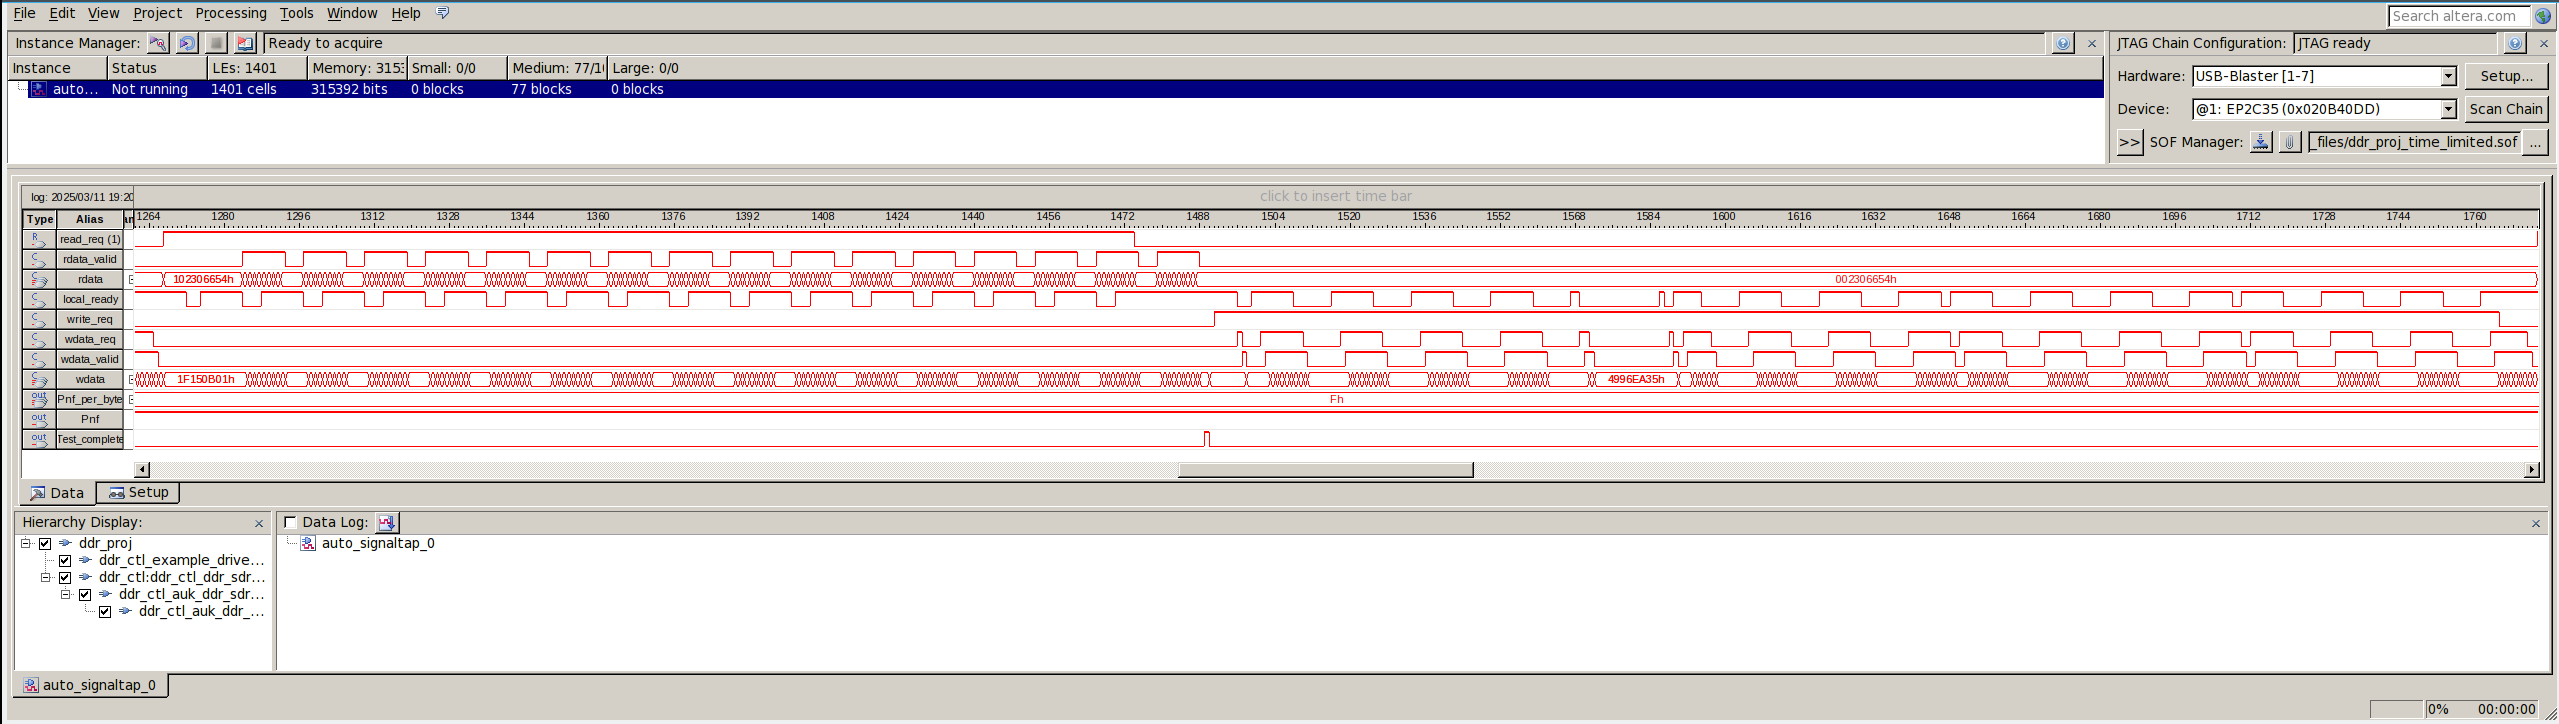 File Edit View Project Processing Tools Window Help
Search altera.com
Instance Manager: Ready to acquire
Instance Status LEs: 1401 Memory: 3153 Small: 0/0 Medium: 77/1 Large: 0/0
auto... Not running 1401 cells 315392 bits 0 blocks 77 blocks 0 blocks
JTAG Chain Configuration: JTAG ready
Hardware: USB-Blaster [1-7] Setup...
Device: @1: EP2C35 (0x020B40DD) Scan Chain
>> SOF Manager: _files/ddr_proj_time_limited.sof ...
log: 2025/03/11 19:20 click to insert time bar
Type Alias 1264 1280 1296 1312 1328 1344 1360 1376 1392 1408 1424 1440 1456 1472 1488 1504 1520 1536 1552 1568 1584 1600 1616 1632 1648 1664 1680 1696 1712 1728 1744 1760
R read_req (1)
C rdata_valid
C rdata 102306654h 002306654h
C local_ready
C write_req
C wdata_req
C wdata_valid
C wdata 1F150B01h 4996EA35h
out Pnf_per_byte Fh
out Pnf
out Test_complete
Data Setup
Hierarchy Display:
ddr_proj
ddr_ctl_example_drive...
ddr_ctl:ddr_ctl_ddr_sdr...
ddr_ctl_auk_ddr_sdr...
ddr_ctl_auk_ddr_...
Data Log:
auto_signaltap_0
auto_signaltap_0
0% 00:00:00